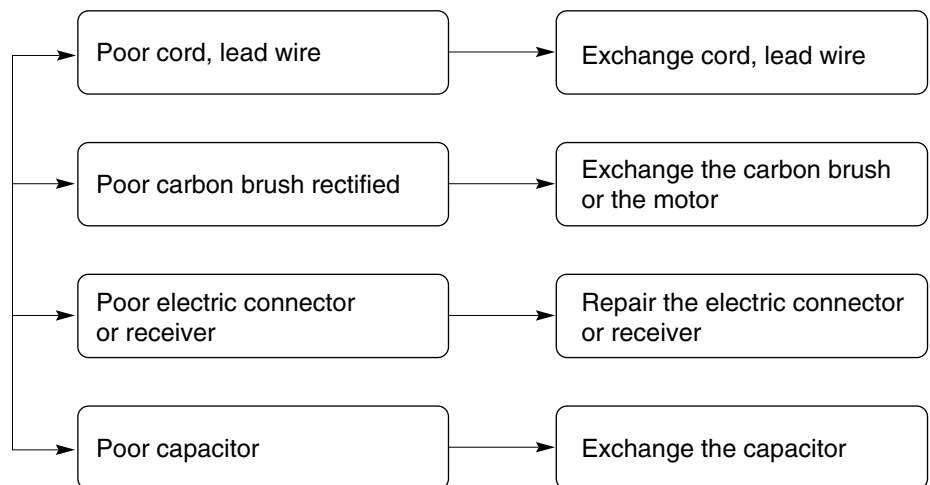 Poor cord, lead wire
Exchange cord, lead wire
Poor carbon brush rectified
Exchange the carbon brush
or the motor
Poor electric connector
or receiver
Repair the electric connector
or receiver
Poor capacitor
Exchange the capacitor